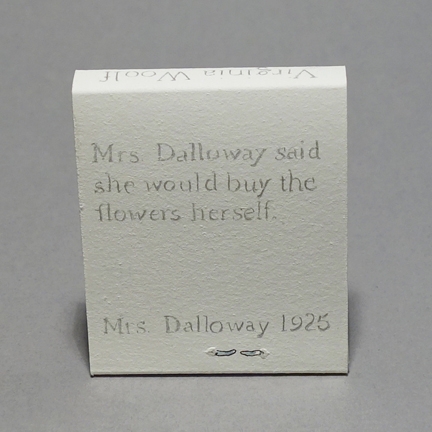 Virginia Woolf
Mrs. Dalloway said
she would buy the
flowers herself.
Mrs. Dalloway 1925